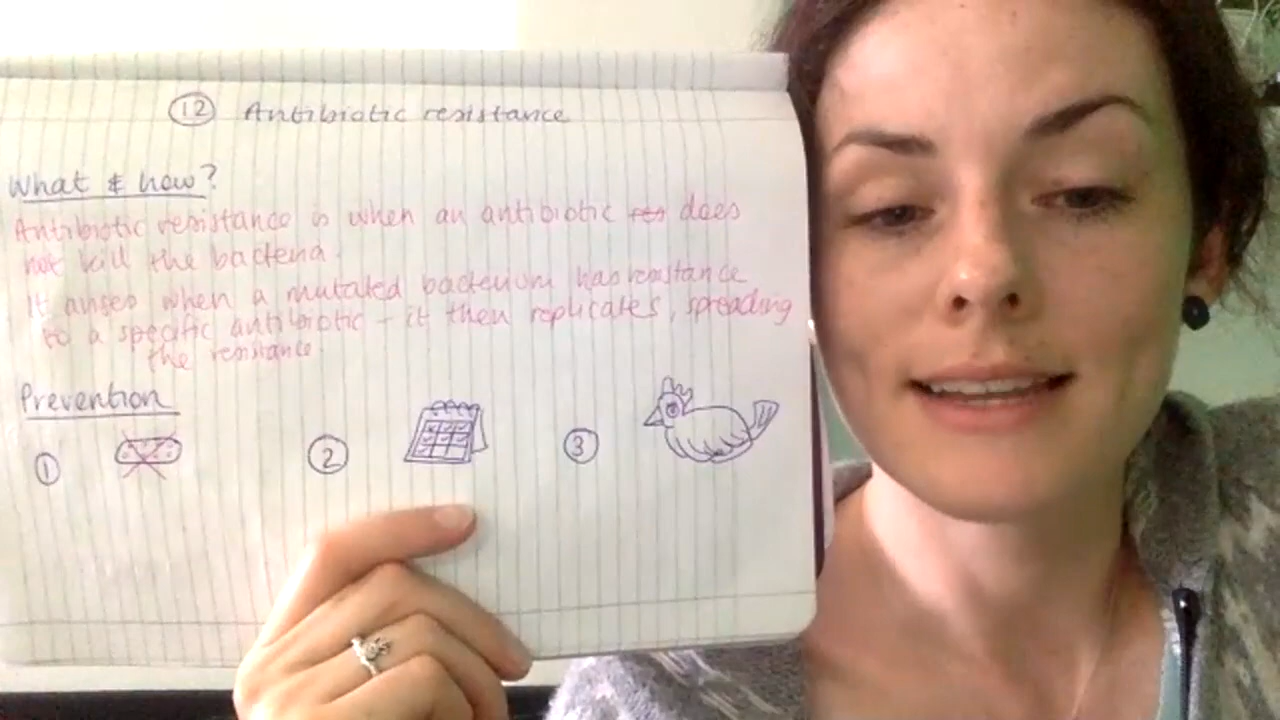 12 Antibiotic resistance
What & how?
Antibiotic resistance is when an antibiotic does
not kill the bacteria.
It arises when a mutated bacterium has resistance
to a specific antibiotic - it then replicates, spreading
the resistance.
Prevention
1 2 3